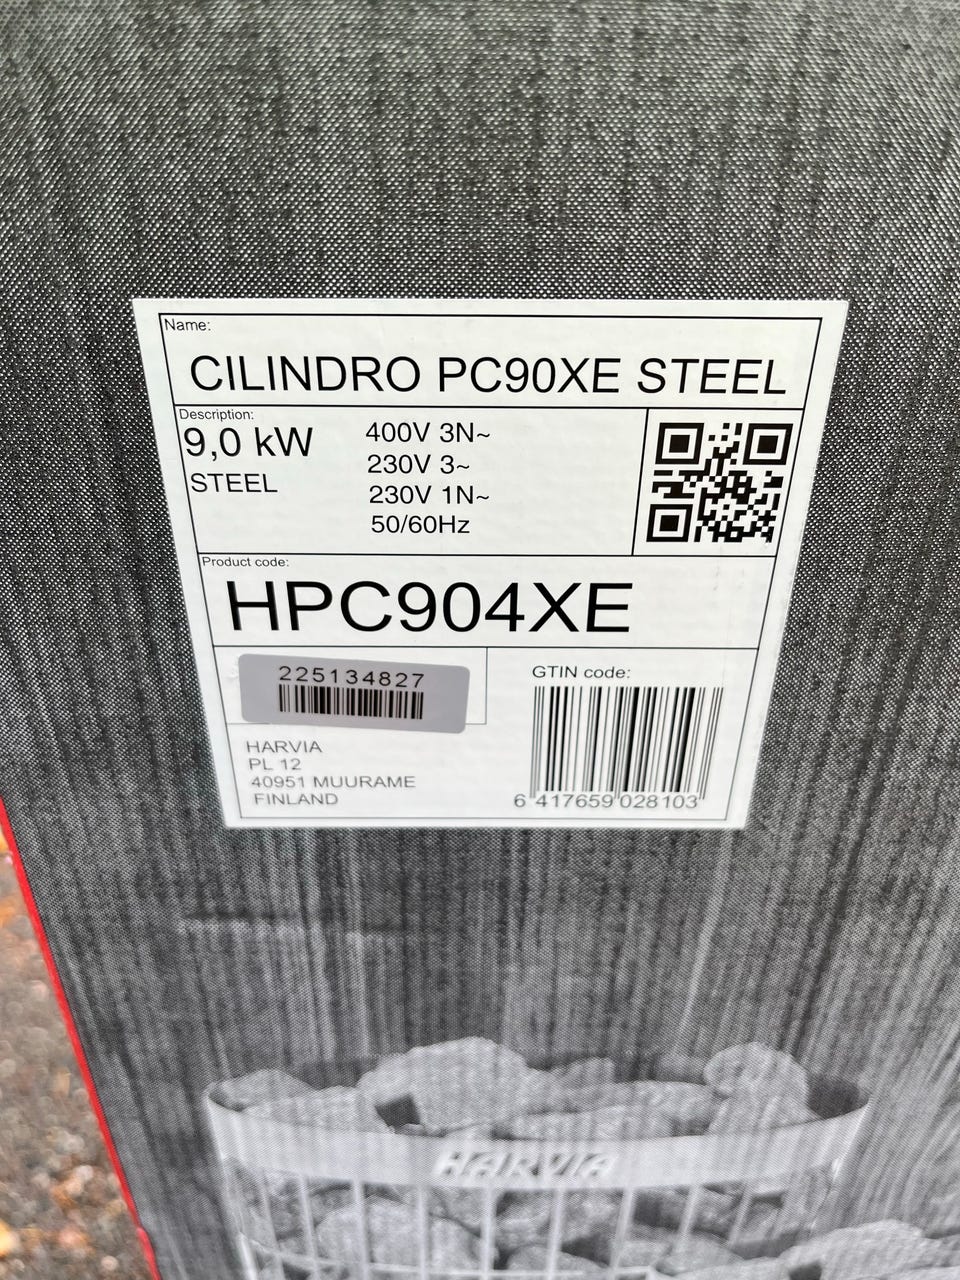 Name:
CILINDRO PC90XE STEEL
Description:
9,0 kW
STEEL
400V 3N~
230V 3~
230V 1N~
50/60Hz
Product code:
HPC904XE
225134827
HARVIA
PL 12
40951 MUURAME
FINLAND
GTIN code:
6 417659 028103
HARVIA